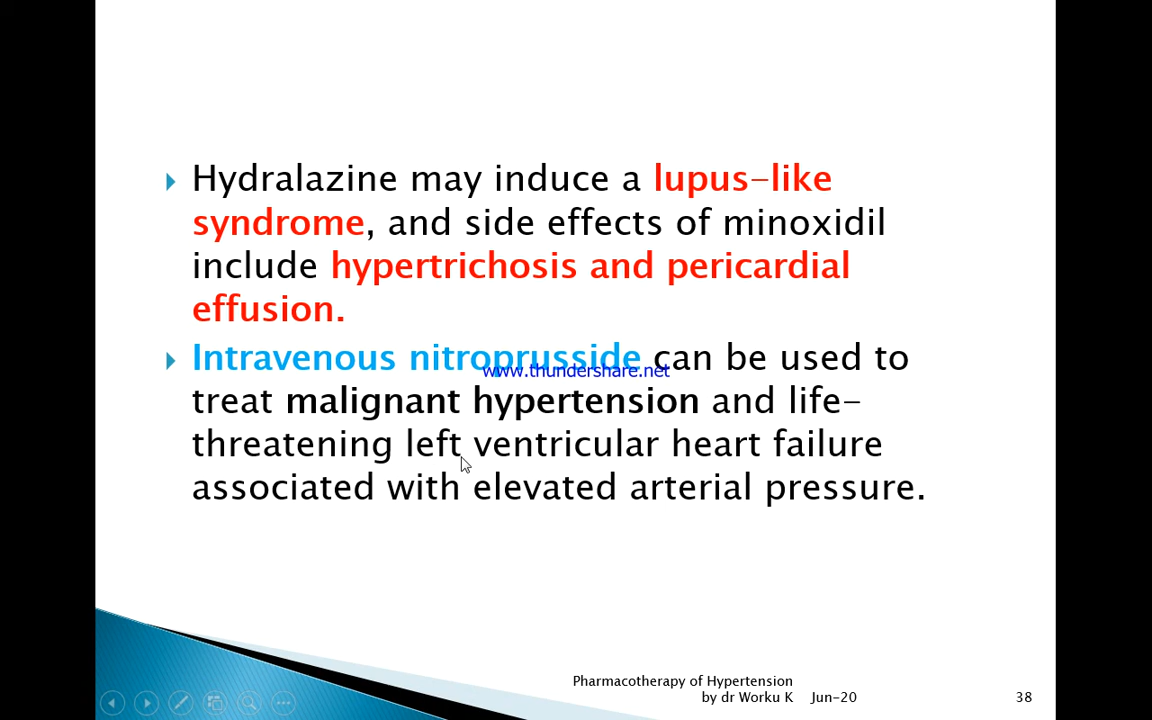 Hydralazine may induce a lupus-like
syndrome, and side effects of minoxidil
include hypertrichosis and pericardial
effusion.
Intravenous nitroprusside can be used to
www.thundershare.net
treat malignant hypertension and life-
threatening left ventricular heart failure
associated with elevated arterial pressure.
Pharmacotherapy of Hypertension
by dr Worku K Jun-20 38